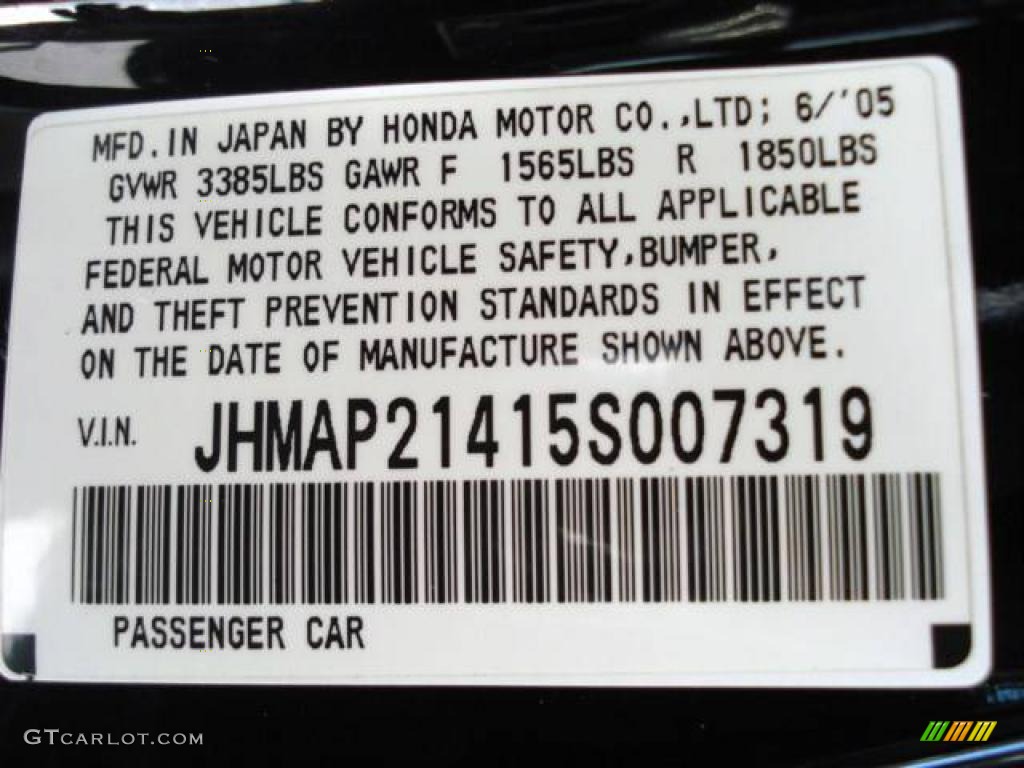 MFD.IN JAPAN BY HONDA MOTOR CO.,LTD; 6/'05
GVWR 3385LBS GAWR F 1565LBS R 1850LBS
THIS VEHICLE CONFORMS TO ALL APPLICABLE
FEDERAL MOTOR VEHICLE SAFETY,BUMPER,
AND THEFT PREVENTION STANDARDS IN EFFECT
ON THE DATE OF MANUFACTURE SHOWN ABOVE.
V.I.N. JHMAP21415S007319
PASSENGER CAR
GTCARLOT.COM